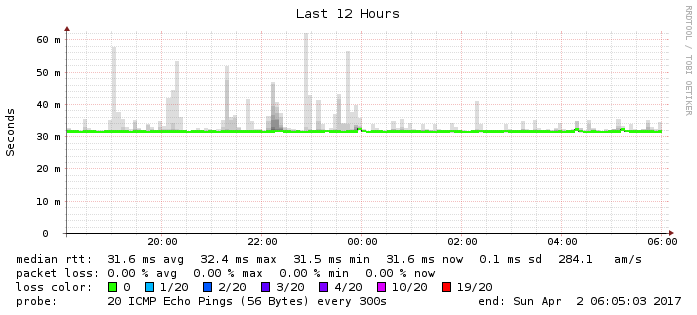 Last 12 Hours
RRDTOOL / TOBI OETIKER
Seconds
60 m
50 m
40 m
30 m
20 m
10 m
0
20:00 22:00 00:00 02:00 04:00 06:00
median rtt: 31.6 ms avg 32.4 ms max 31.5 ms min 31.6 ms now 0.1 ms sd 284.1 am/s
packet loss: 0.00 % avg 0.00 % max 0.00 % min 0.00 % now
loss color: 0 1/20 2/20 3/20 4/20 10/20 19/20
probe: 20 ICMP Echo Pings (56 Bytes) every 300s end: Sun Apr 2 06:05:03 2017